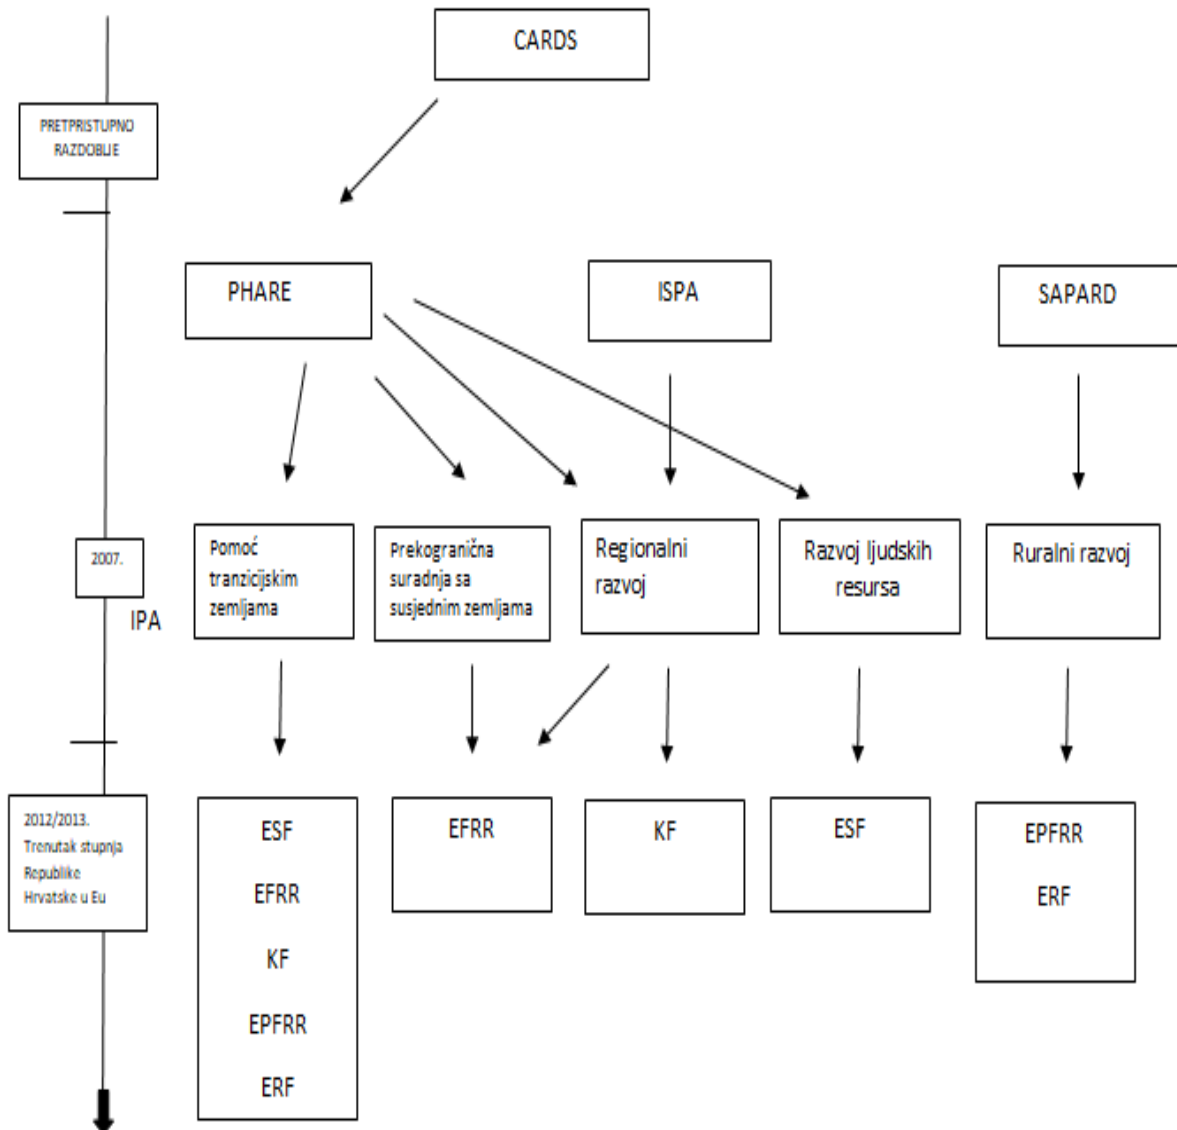 CARDS
PRETPRISTUPNO
RAZDOBLJE
PHARE
ISPA
SAPARD
2007.
IPA
Pomoć
tranzicijskim
zemljama
Prekogranična
suradnja sa
susjednim zemljama
Regionalni
razvoj
Razvoj ljudskih
resursa
Ruralni razvoj
2012/2013.
Trenutak stupnja
Republike
Hrvatske u Eu
ESF
EFRR
KF
EPFRR
ERF
EFRR
KF
ESF
EPFRR
ERF